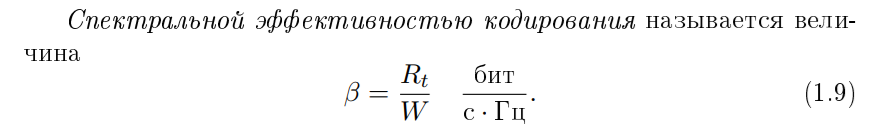 Спектральной эффективностью кодирования называется вели-
чина
β = R_t / W   бит / (с · Гц).   (1.9)